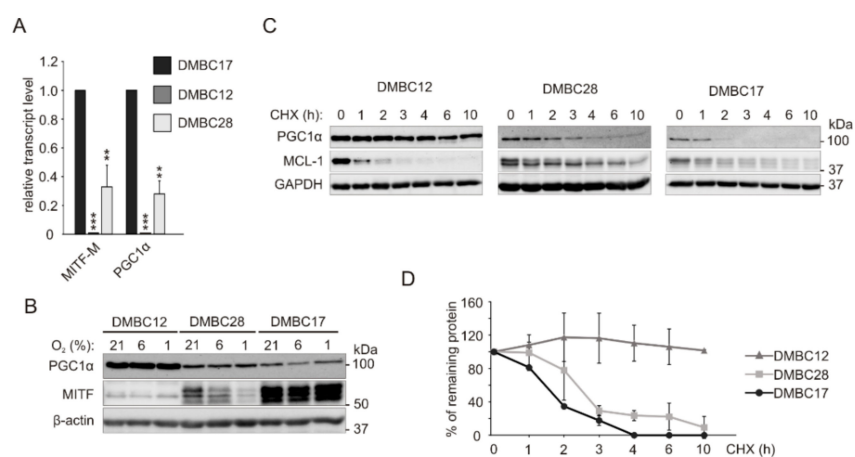 A
relative transcript level
1.2
1.0
0.8
0.6
0.4
0.2
0
DMBC17
DMBC12
DMBC28
***
**
***
**
MITF-M
PGC1α
B
DMBC12 DMBC28 DMBC17
O2 (%): 21 6 1 21 6 1 21 6 1 kDa
PGC1α 100
MITF 50
β-actin 37
C
DMBC12 DMBC28 DMBC17
CHX (h): 0 1 2 3 4 6 10 0 1 2 3 4 6 10 0 1 2 3 4 6 10 kDa
PGC1α 100
MCL-1 37
GAPDH 37
D
% of remaining protein
160
120
80
40
0
0 1 2 3 4 6 10 CHX (h)
DMBC12
DMBC28
DMBC17